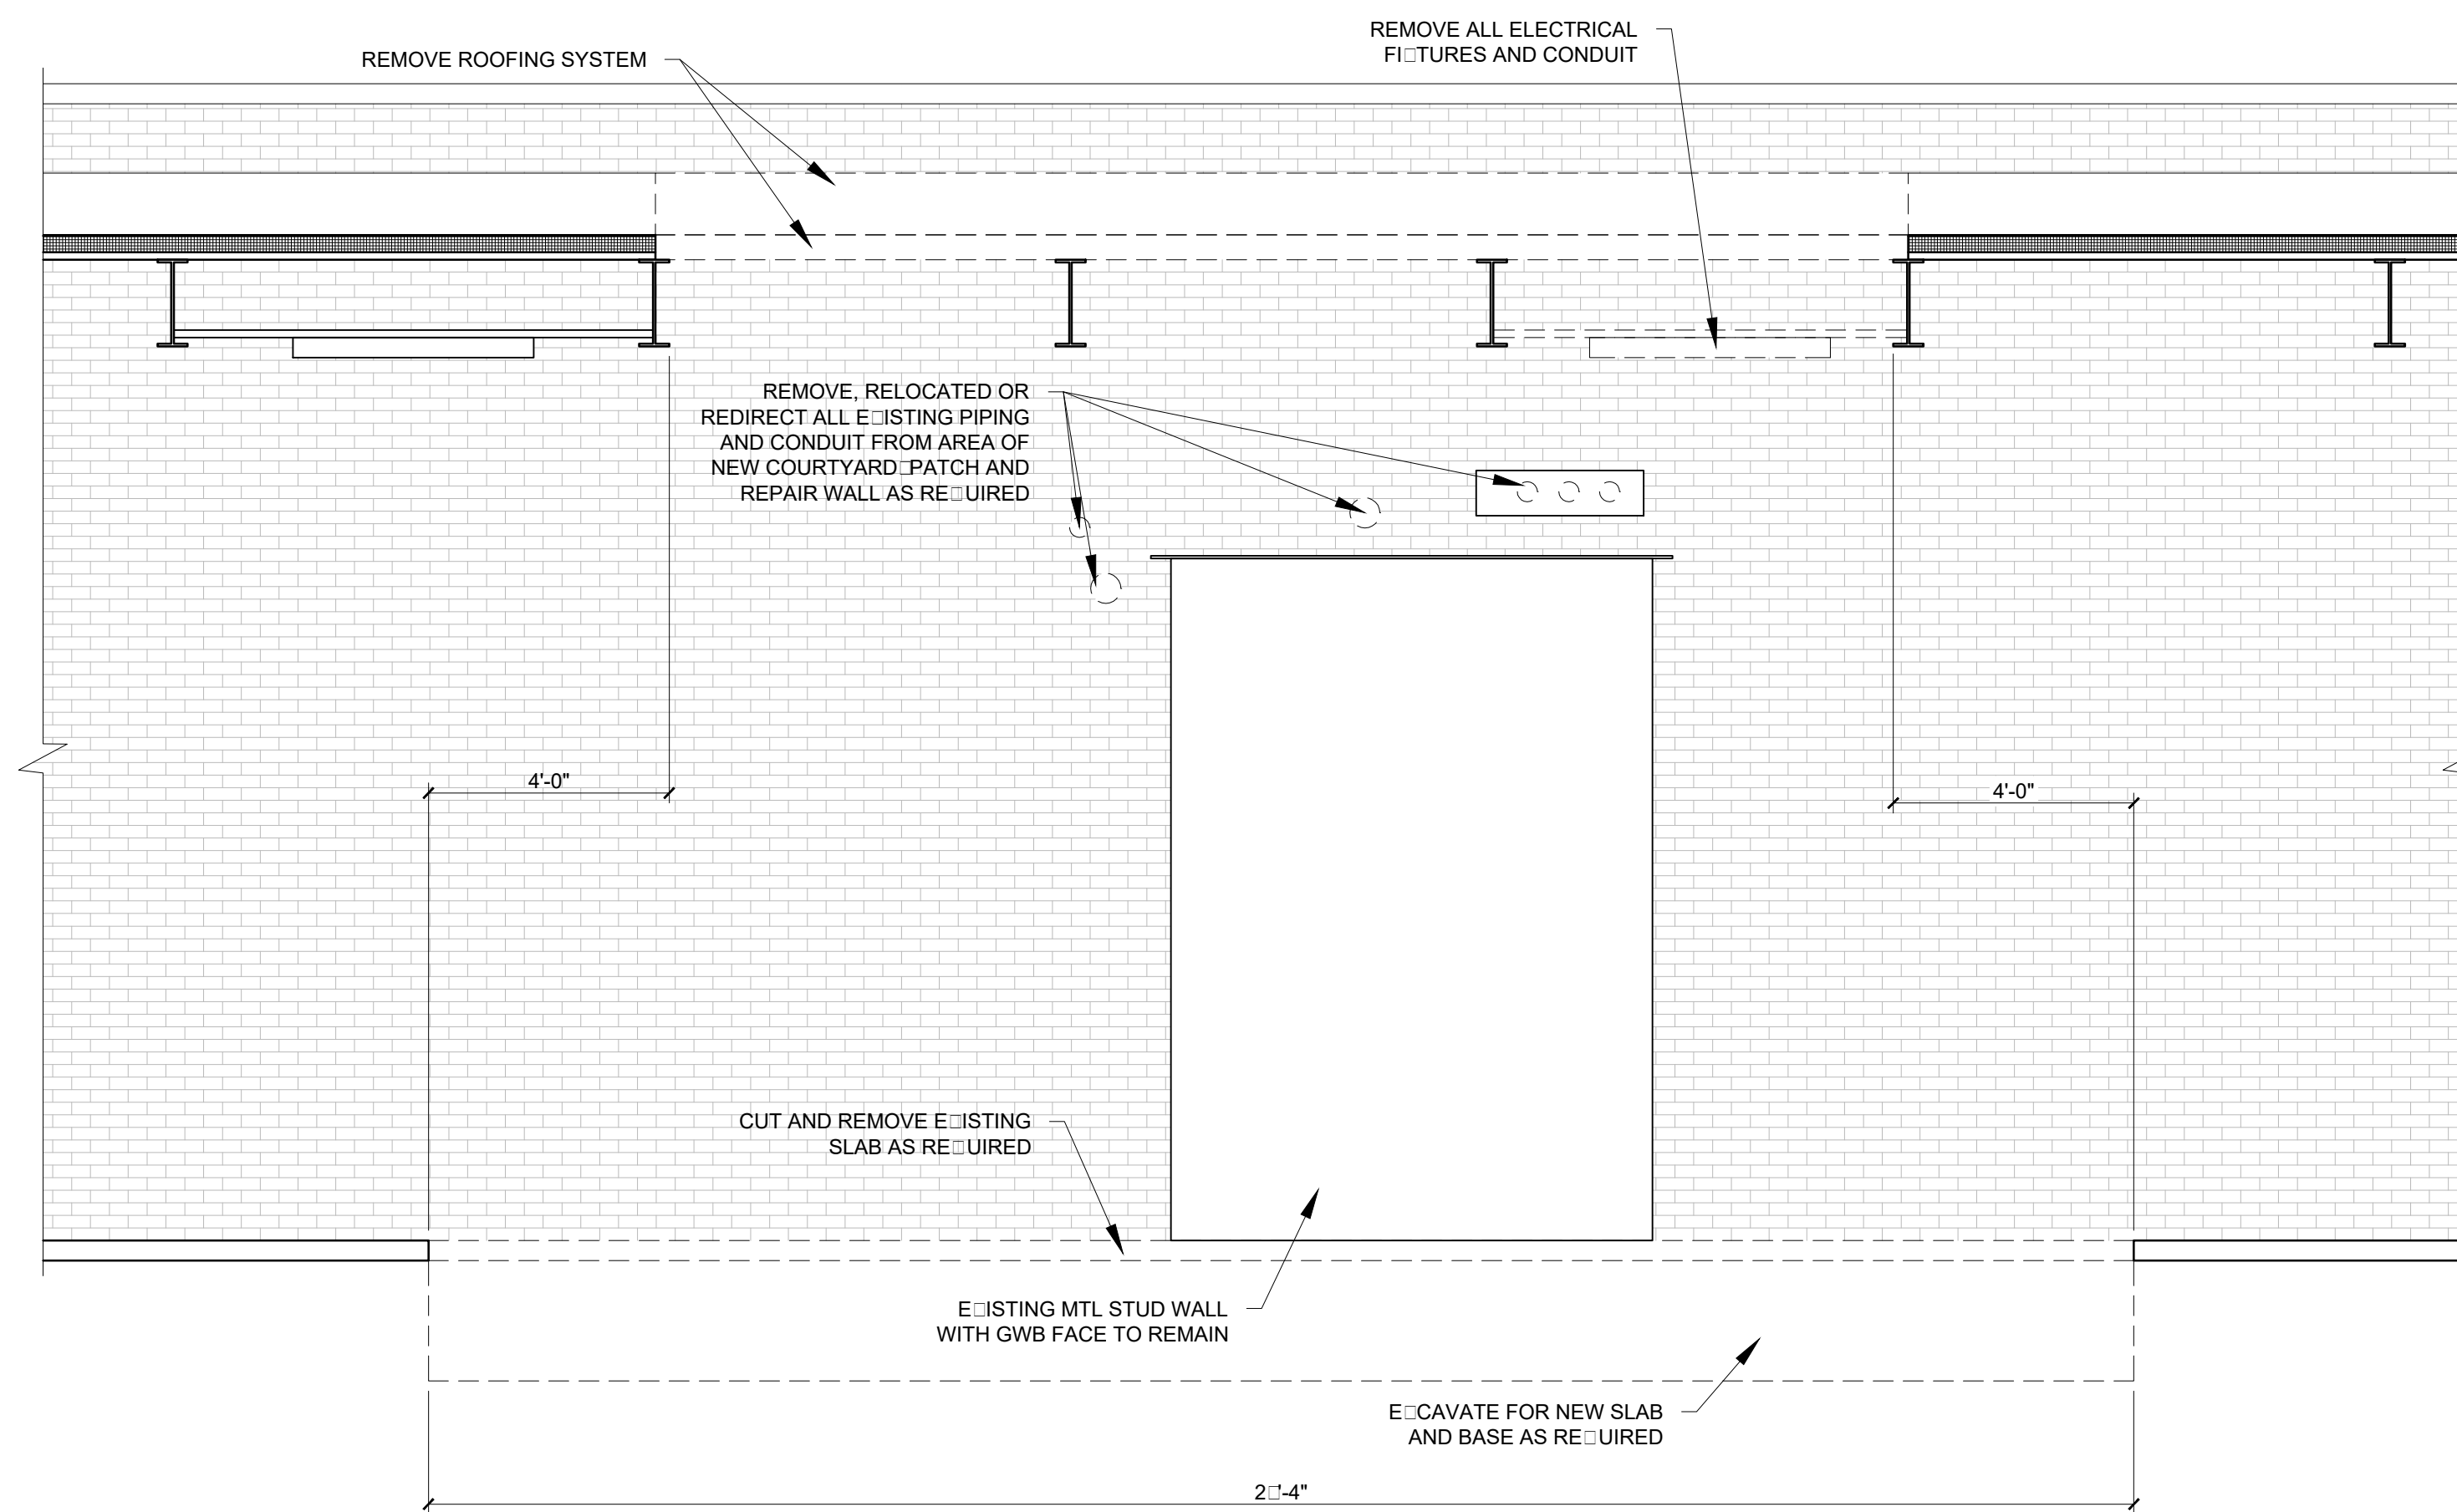 REMOVE ALL ELECTRICAL
FI□TURES AND CONDUIT
REMOVE ROOFING SYSTEM
REMOVE, RELOCATED OR
REDIRECT ALL E□ISTING PIPING
AND CONDUIT FROM AREA OF
NEW COURTYARD□PATCH AND
REPAIR WALL AS RE□UIRED
4'-0"
4'-0"
CUT AND REMOVE E□ISTING
SLAB AS RE□UIRED
E□ISTING MTL STUD WALL
WITH GWB FACE TO REMAIN
E□CAVATE FOR NEW SLAB
AND BASE AS RE□UIRED
2□'-4"